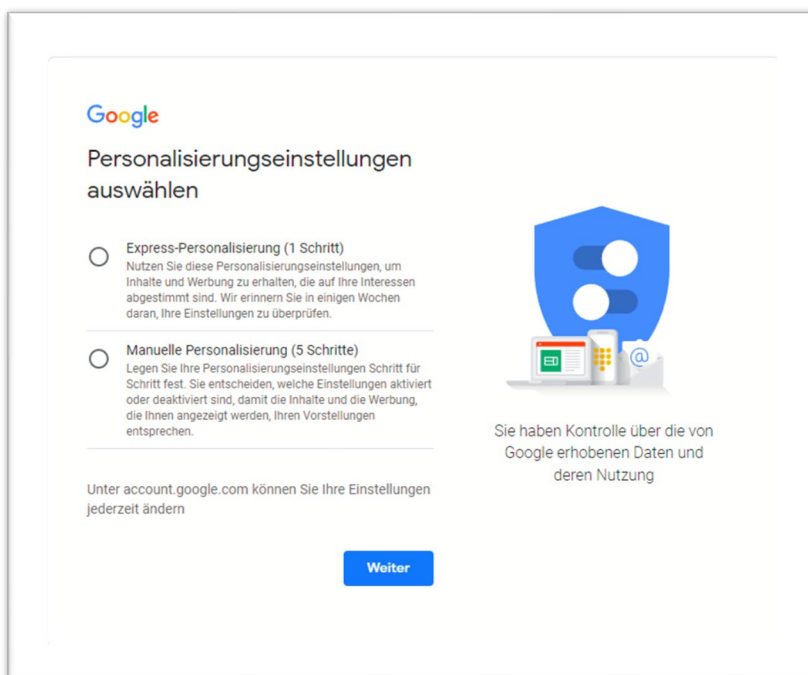 Google
Personalisierungseinstellungen
auswählen
Express-Personalisierung (1 Schritt)
Nutzen Sie diese Personalisierungseinstellungen, um
Inhalte und Werbung zu erhalten, die auf Ihre Interessen
abgestimmt sind. Wir erinnern Sie in einigen Wochen
daran, Ihre Einstellungen zu überprüfen.
Manuelle Personalisierung (5 Schritte)
Legen Sie Ihre Personalisierungseinstellungen Schritt für
Schritt fest. Sie entscheiden, welche Einstellungen aktiviert
oder deaktiviert sind, damit die Inhalte und die Werbung,
die Ihnen angezeigt werden, Ihren Vorstellungen
entsprechen.
Unter account.google.com können Sie Ihre Einstellungen
jederzeit ändern
Weiter
@
Sie haben Kontrolle über die von
Google erhobenen Daten und
deren Nutzung